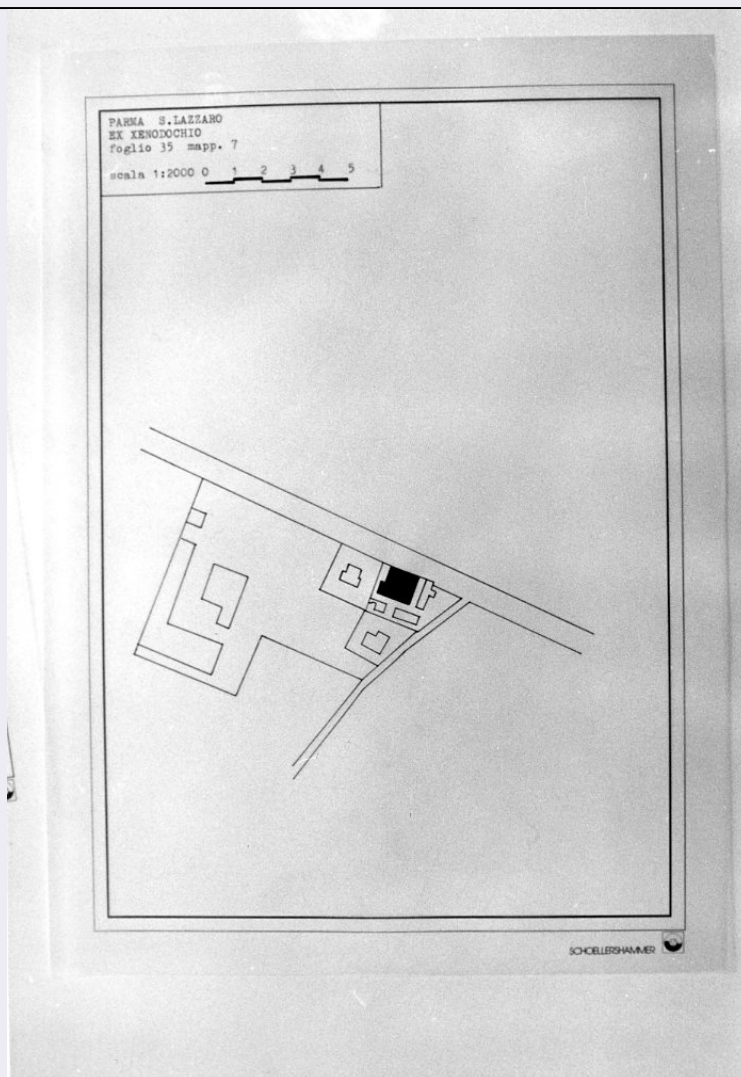 PARMA S.LAZZARO
EX XENODOCHIO
foglio 35 mapp. 7
scala 1:2000 0 1 2 3 4 5
SCHOELLERSHAMMER